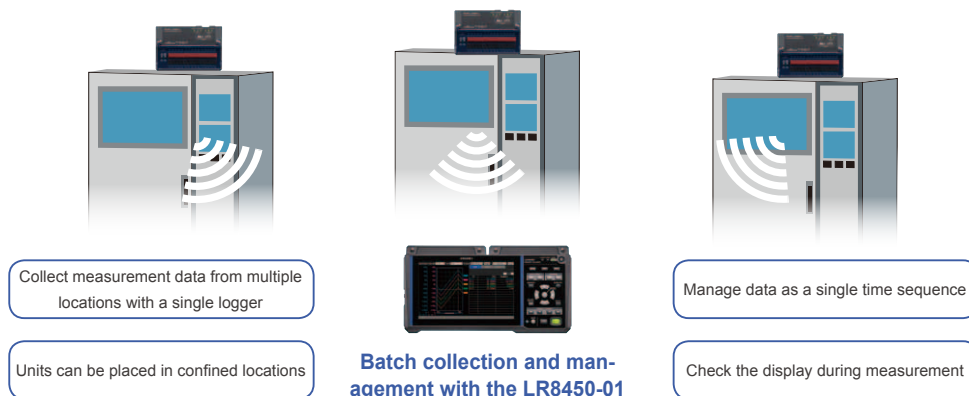 Collect measurement data from multiple
locations with a single logger
Units can be placed in confined locations
Batch collection and man-
agement with the LR8450-01
Manage data as a single time sequence
Check the display during measurement